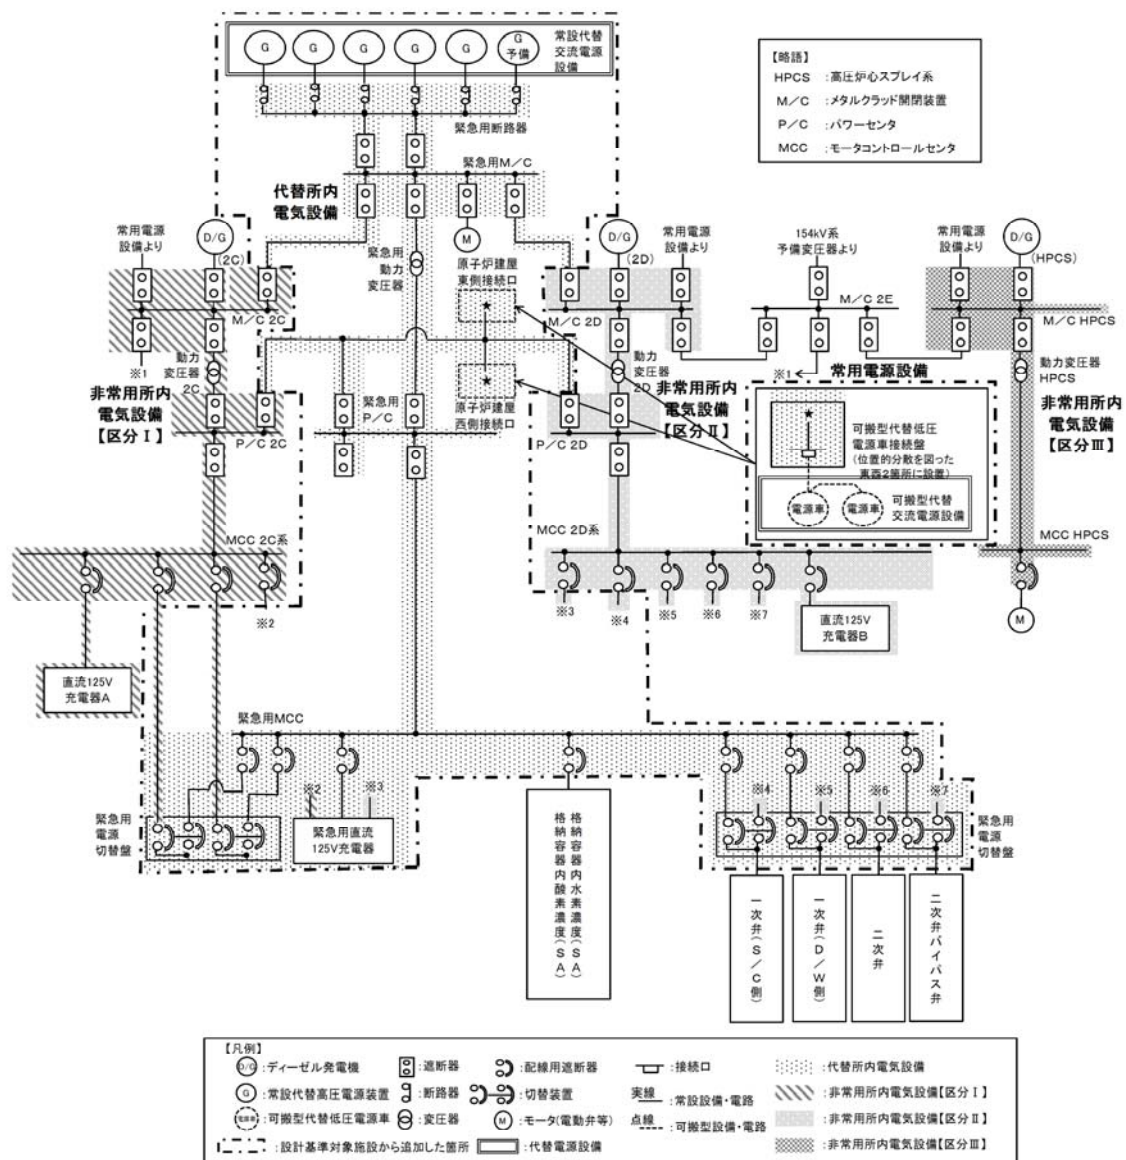 G
G
G
G
G
G
予備
常設代替
交流電源
設備
緊急用断路器
緊急用M/C
代替所内
電気設備
M
緊急用
動力
変圧器
原子炉建屋
東側接続口
★
★
原子炉建屋
西側接続口
【略語】
HPCS :高圧炉心スプレイ系
M/C :メタルクラッド開閉装置
P/C :パワーセンタ
MCC :モータコントロールセンタ
常用電源
設備より
D/G
(2C)
M/C 2C
※1
動力
変圧器
2C
非常用所内
電気設備
【区分Ⅰ】
P/C 2C
緊急用
P/C
D/G
(2D)
常用電源
設備より
M/C 2D
動力
変圧器
2D
非常用所内
電気設備
【区分Ⅱ】
P/C 2D
154kV系
予備変圧器より
M/C 2E
※1
常用電源設備
常用電源
設備より
D/G
(HPCS)
M/C HPCS
動力変圧器
HPCS
非常用所内
電気設備
【区分Ⅲ】
★
可搬型代替低圧
電源車接続盤
(位置的分散を図った
東西2箇所に設置)
電源車
電源車
可搬型代替
交流電源設備
MCC 2C系
※2
直流125V
充電器A
MCC 2D系
※3
※4
※5
※6
※7
直流125V
充電器B
MCC HPCS
M
緊急用MCC
緊急用
電源
切替盤
※2
※3
緊急用直流
125V充電器
格納容器内水素濃度(SA)
格納容器内酸素濃度(SA)
※4
※5
※6
※7
緊急用
電源
切替盤
一次弁(S/C側)
一次弁(D/W側)
二次弁
二次弁バイパス弁
【凡例】
D/G :ディーゼル発電機
:遮断器
:配線用遮断器
:接続口
:代替所内電気設備
G :常設代替高圧電源装置
:断路器
:切替装置
実線 :常設設備・電路
:非常用所内電気設備【区分Ⅰ】
電源車 :可搬型代替低圧電源車
:変圧器
M :モータ(電動弁等)
点線 :可搬型設備・電路
:非常用所内電気設備【区分Ⅱ】
:設計基準対象施設から追加した箇所
:代替電源設備
:非常用所内電気設備【区分Ⅲ】